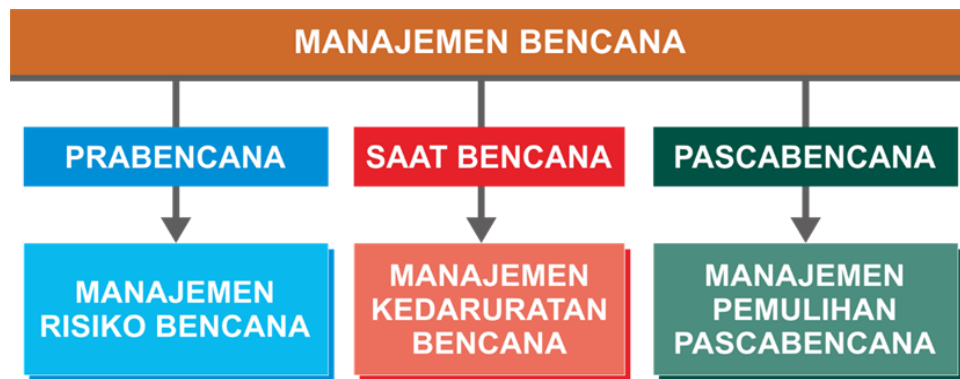 MANAJEMEN BENCANA
PRABENCANA
SAAT BENCANA
PASCABENCANA
MANAJEMEN
RISIKO BENCANA
MANAJEMEN
KEDARURATAN
BENCANA
MANAJEMEN
PEMULIHAN
PASCABENCANA